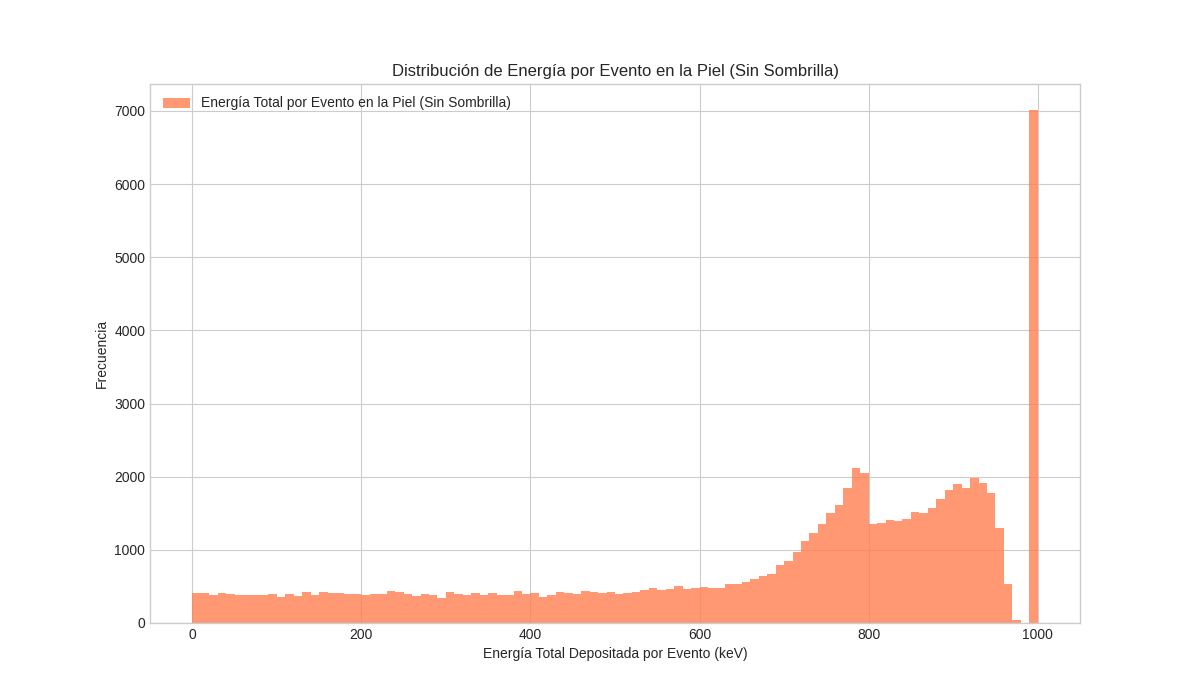 Distribución de Energía por Evento en la Piel (Sin Sombrilla)
Energía Total por Evento en la Piel (Sin Sombrilla)
7000
6000
5000
4000
3000
2000
1000
0
Frecuencia
0 200 400 600 800 1000
Energía Total Depositada por Evento (keV)